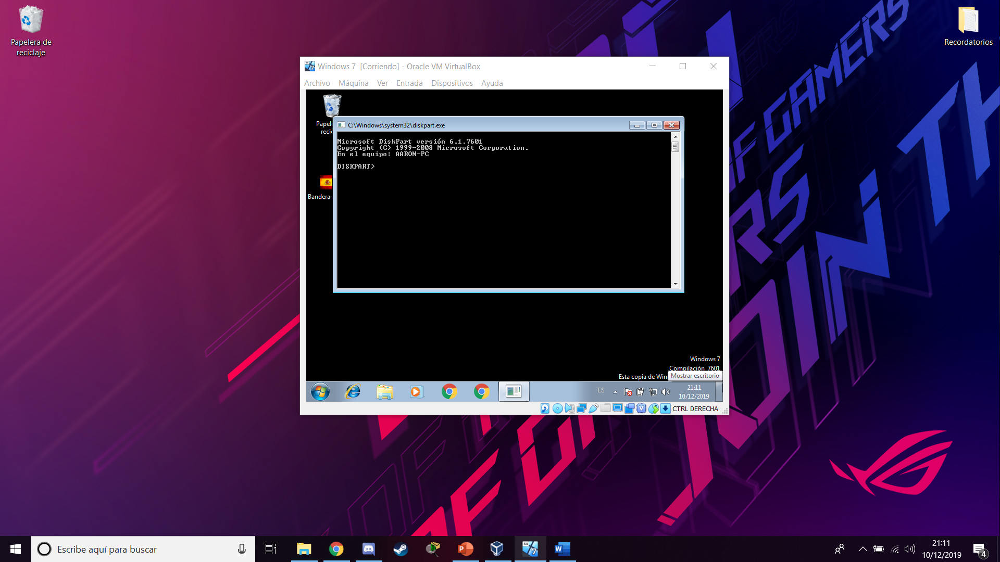 Papelera de
reciclaje
Recordatorios
Windows 7 [Corriendo] - Oracle VM VirtualBox
Archivo Máquina Ver Entrada Dispositivos Ayuda
Papel
recic
C:\Windows\system32\diskpart.exe
Microsoft DiskPart versión 6.1.7601
Copyright (C) 1999-2008 Microsoft Corporation.
En el equipo: AARON-PC
DISKPART>
Bandera-
Windows 7
Compilación 7601
Esta copia de Win
Mostrar escritorio
ES
21:11
10/12/2019
CTRL DERECHA
GAMERS
JOIN TH
Escribe aquí para buscar
21:11
10/12/2019
4